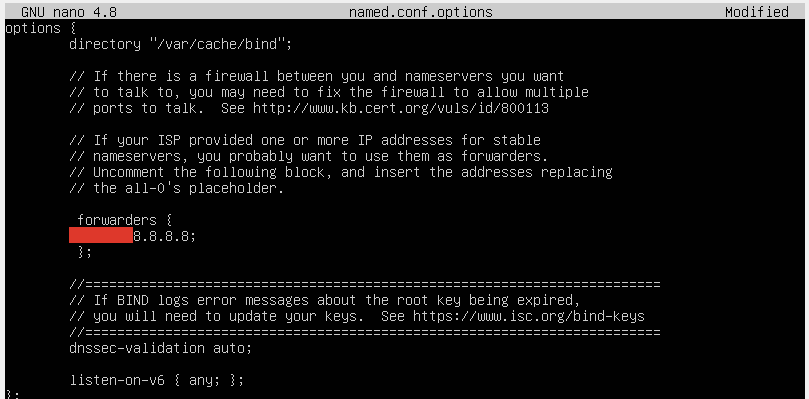 GNU nano 4.8 named.conf.options Modified
options {
directory "/var/cache/bind";
// If there is a firewall between you and nameservers you want
// to talk to, you may need to fix the firewall to allow multiple
// ports to talk.  See http://www.kb.cert.org/vuls/id/800113
// If your ISP provided one or more IP addresses for stable
// nameservers, you probably want to use them as forwarders.
// Uncomment the following block, and insert the addresses replacing
// the all-0's placeholder.
forwarders {
8.8.8.8;
};
//========================================================================
// If BIND logs error messages about the root key being expired,
// you will need to update your keys.  See https://www.isc.org/bind-keys
//========================================================================
dnssec-validation auto;
listen-on-v6 { any; };
};